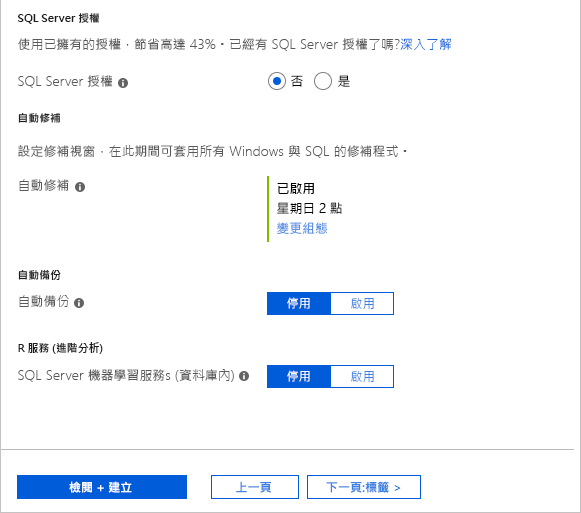 SQL Server 授權
使用已擁有的授權，節省高達 43%。已經有 SQL Server 授權了嗎?深入了解
SQL Server 授權
否 是
自動修補
設定修補視窗，在此期間可套用所有 Windows 與 SQL 的修補程式。
自動修補
已啟用
星期日 2 點
變更組態
自動備份
自動備份
停用 啟用
R 服務 (進階分析)
SQL Server 機器學習服務s (資料庫內)
停用 啟用
檢閱 + 建立 上一頁 下一頁:標籤 >